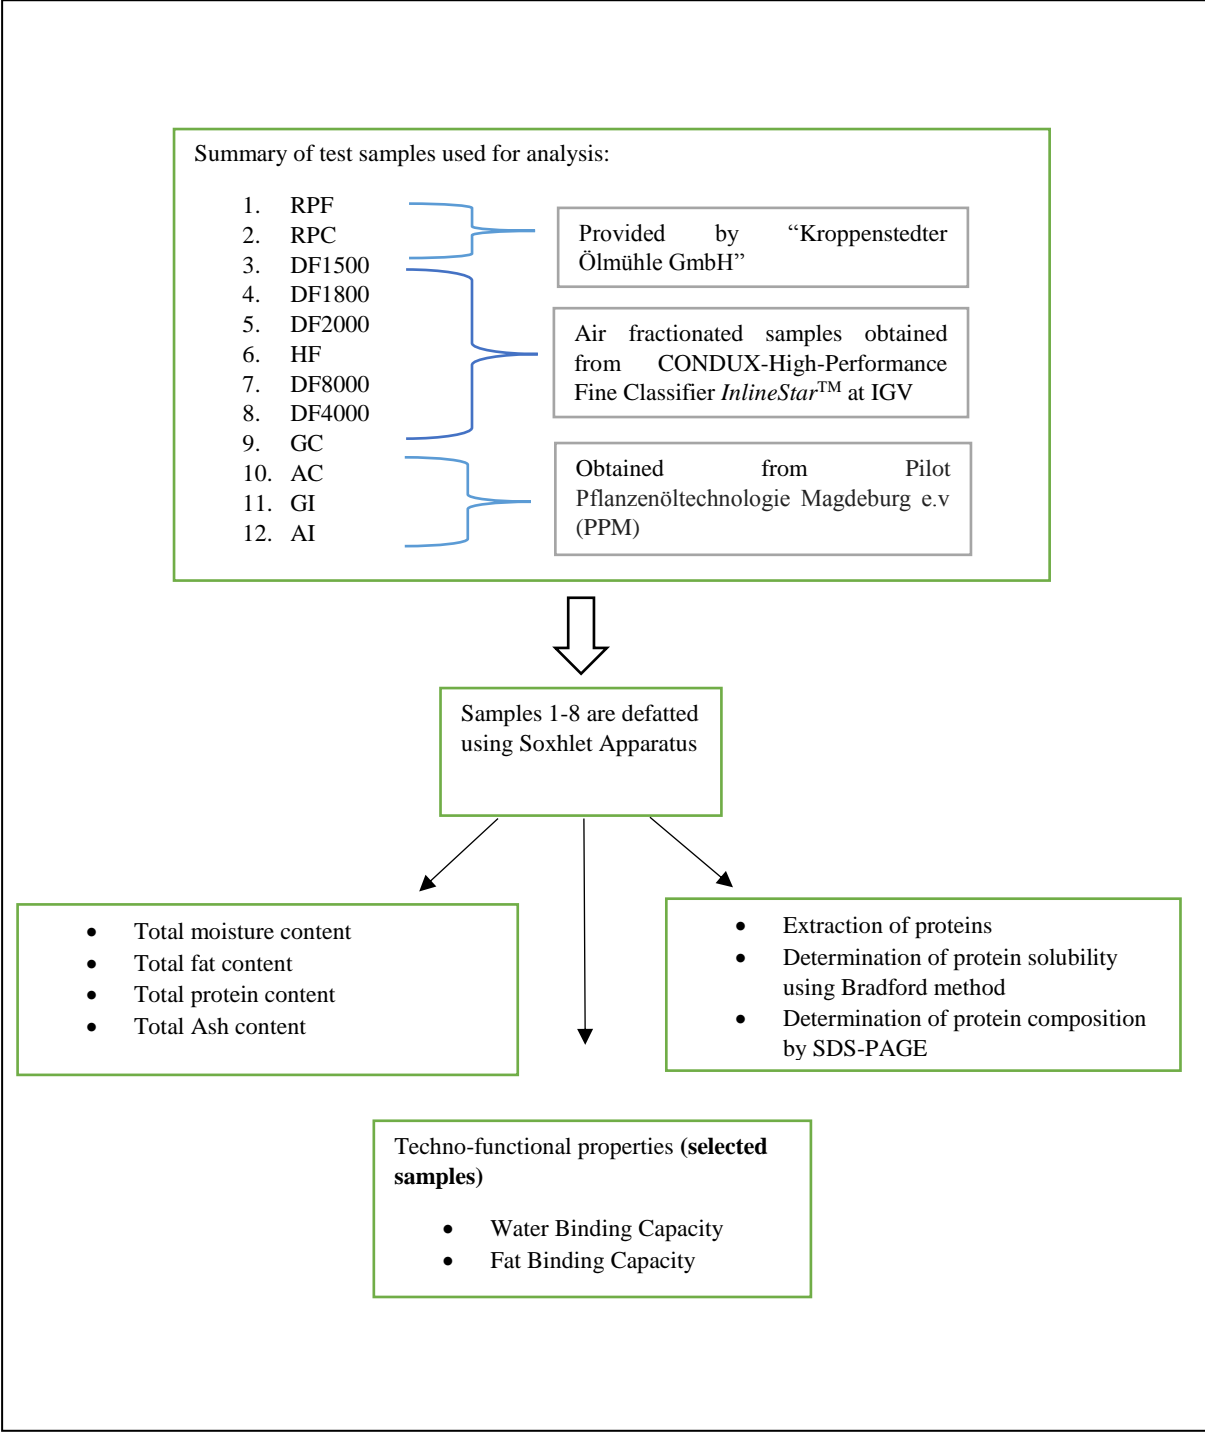 Summary of test samples used for analysis:
1. RPF
2. RPC
3. DF1500
4. DF1800
5. DF2000
6. HF
7. DF8000
8. DF4000
9. GC
10. AC
11. GI
12. AI
Provided by “Kroppenstedter
Ölmühle GmbH”
Air fractionated samples obtained
from CONDUX-High-Performance
Fine Classifier InlineStar™ at IGV
Obtained from Pilot
Pflanzenöltechnologie Magdeburg e.v
(PPM)
Samples 1-8 are defatted
using Soxhlet Apparatus
• Total moisture content
• Total fat content
• Total protein content
• Total Ash content
• Extraction of proteins
• Determination of protein solubility
using Bradford method
• Determination of protein composition
by SDS-PAGE
Techno-functional properties (selected
samples)
• Water Binding Capacity
• Fat Binding Capacity